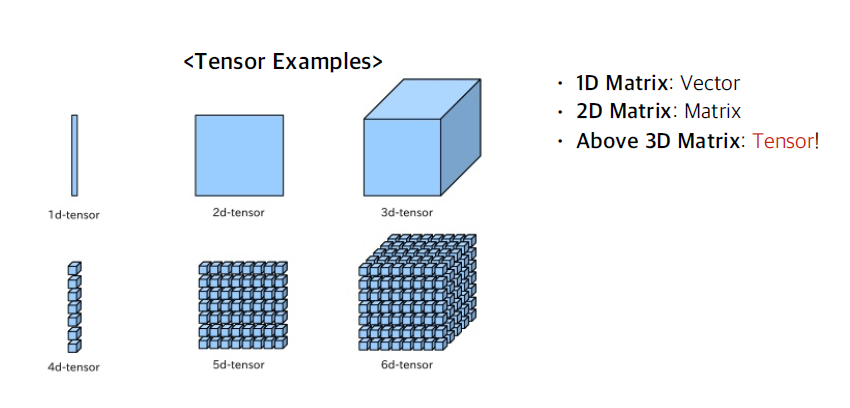 <Tensor Examples>
• 1D Matrix: Vector
• 2D Matrix: Matrix
• Above 3D Matrix: Tensor!
1d-tensor
2d-tensor
3d-tensor
4d-tensor
5d-tensor
6d-tensor